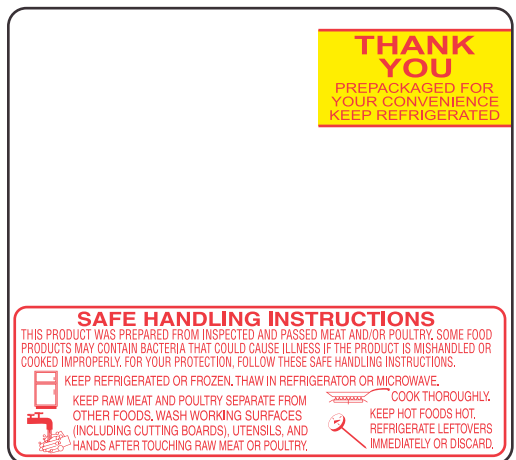 THANK
YOU
PREPACKAGED FOR
YOUR CONVENIENCE
KEEP REFRIGERATED
SAFE HANDLING INSTRUCTIONS
THIS PRODUCT WAS PREPARED FROM INSPECTED AND PASSED MEAT AND/OR POULTRY. SOME FOOD
PRODUCTS MAY CONTAIN BACTERIA THAT COULD CAUSE ILLNESS IF THE PRODUCT IS MISHANDLED OR
COOKED IMPROPERLY. FOR YOUR PROTECTION, FOLLOW THESE SAFE HANDLING INSTRUCTIONS.
KEEP REFRIGERATED OR FROZEN. THAW IN REFRIGERATOR OR MICROWAVE.
KEEP RAW MEAT AND POULTRY SEPARATE FROM
OTHER FOODS. WASH WORKING SURFACES
(INCLUDING CUTTING BOARDS), UTENSILS, AND
HANDS AFTER TOUCHING RAW MEAT OR POULTRY.
COOK THOROUGHLY.
KEEP HOT FOODS HOT.
REFRIGERATE LEFTOVERS
IMMEDIATELY OR DISCARD.